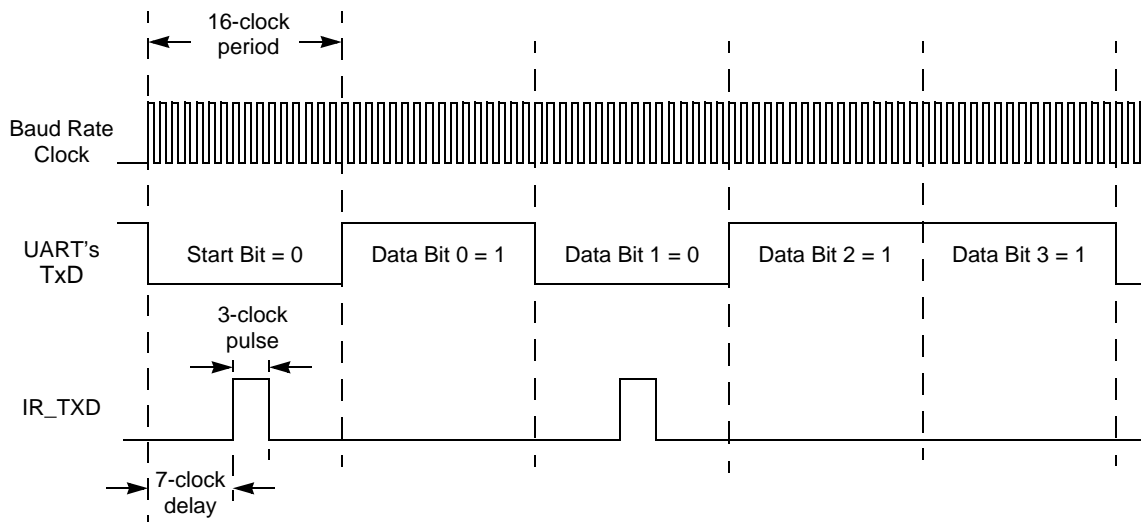 16-clock
period
Baud Rate
Clock
UART's
TxD
Start Bit = 0
Data Bit 0 = 1
Data Bit 1 = 0
Data Bit 2 = 1
Data Bit 3 = 1
3-clock
pulse
IR_TXD
7-clock
delay